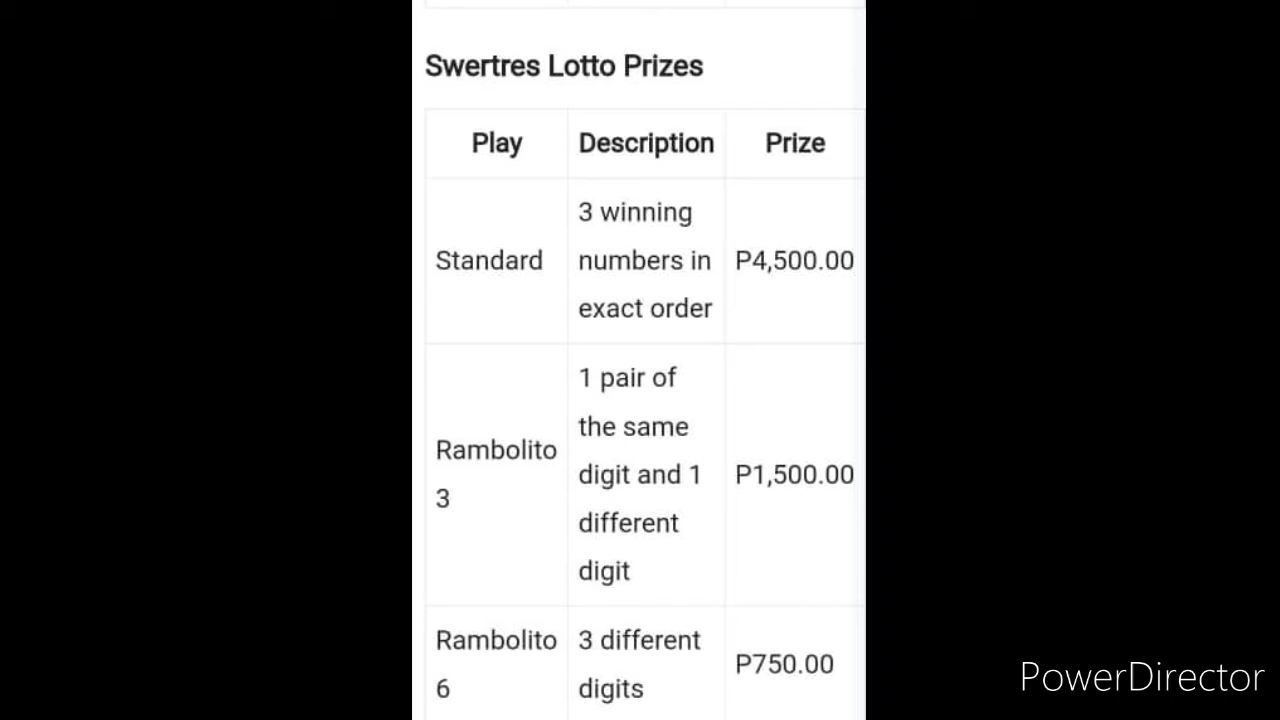 Swertres Lotto Prizes
Play Description Prize
3 winning
Standard numbers in P4,500.00
exact order
1 pair of
the same
Rambolito
digit and 1 P1,500.00
3
different
digit
Rambolito 3 different
P750.00
6 digits
PowerDirector